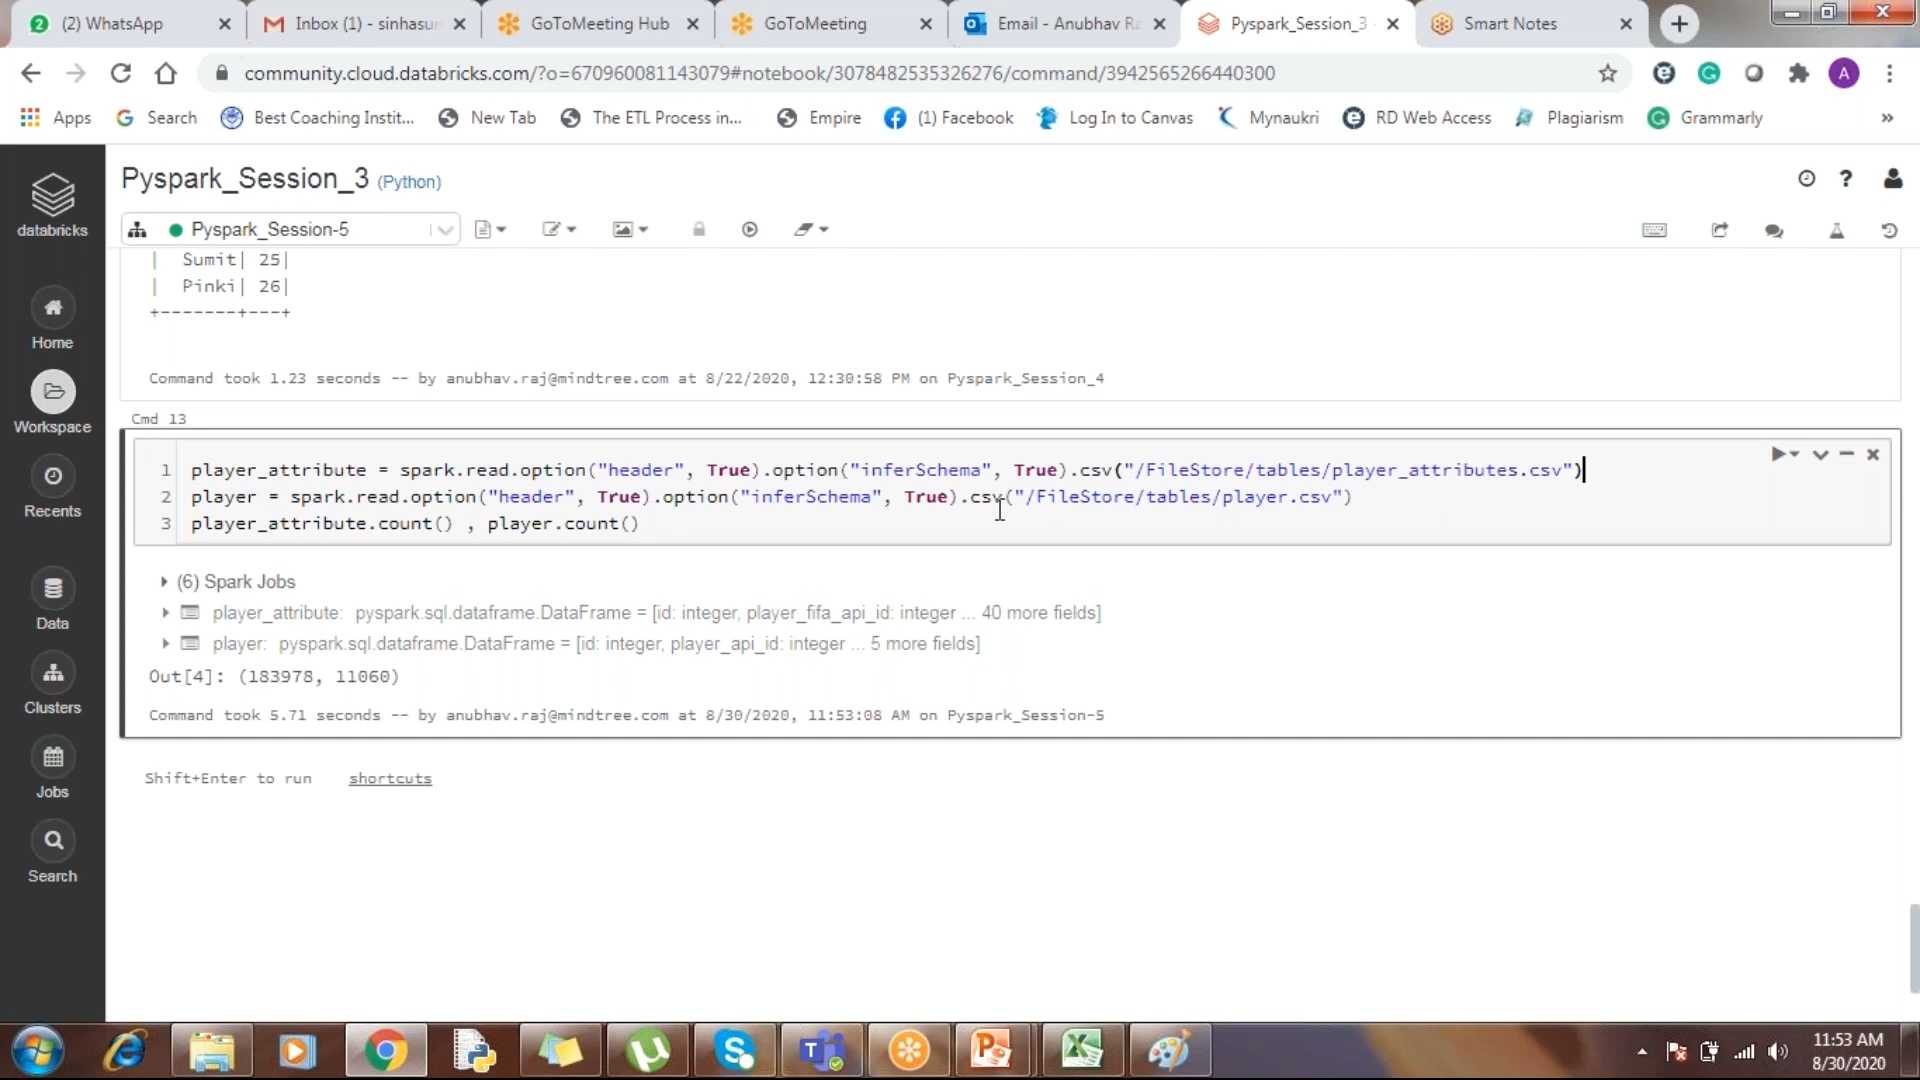 (2) WhatsApp
Inbox (1) - sinhasun
GoToMeeting Hub
GoToMeeting
Email - Anubhav Ra
Pyspark_Session_3 -
Smart Notes
community.cloud.databricks.com/?o=670960081143079#notebook/3078482535326276/command/3942565266440300
A
Apps
Search
Best Coaching Instit...
New Tab
The ETL Process in...
Empire
(1) Facebook
Log In to Canvas
Mynaukri
RD Web Access
Plagiarism
Grammarly
»
databricks
Home
Workspace
Recents
Data
Clusters
Jobs
Search
Pyspark_Session_3 (Python)
Pyspark_Session-5
|  Sumit| 25|
|  Pinki| 26|
+-------+---+
Command took 1.23 seconds -- by anubhav.raj@mindtree.com at 8/22/2020, 12:30:58 PM on Pyspark_Session_4
Cmd 13
1 player_attribute = spark.read.option("header", True).option("inferSchema", True).csv("/FileStore/tables/player_attributes.csv")
2 player = spark.read.option("header", True).option("inferSchema", True).csv("/FileStore/tables/player.csv")
3 player_attribute.count() , player.count()
(6) Spark Jobs
player_attribute: pyspark.sql.dataframe.DataFrame = [id: integer, player_fifa_api_id: integer ... 40 more fields]
player: pyspark.sql.dataframe.DataFrame = [id: integer, player_api_id: integer ... 5 more fields]
Out[4]: (183978, 11060)
Command took 5.71 seconds -- by anubhav.raj@mindtree.com at 8/30/2020, 11:53:08 AM on Pyspark_Session-5
Shift+Enter to run shortcuts
11:53 AM
8/30/2020